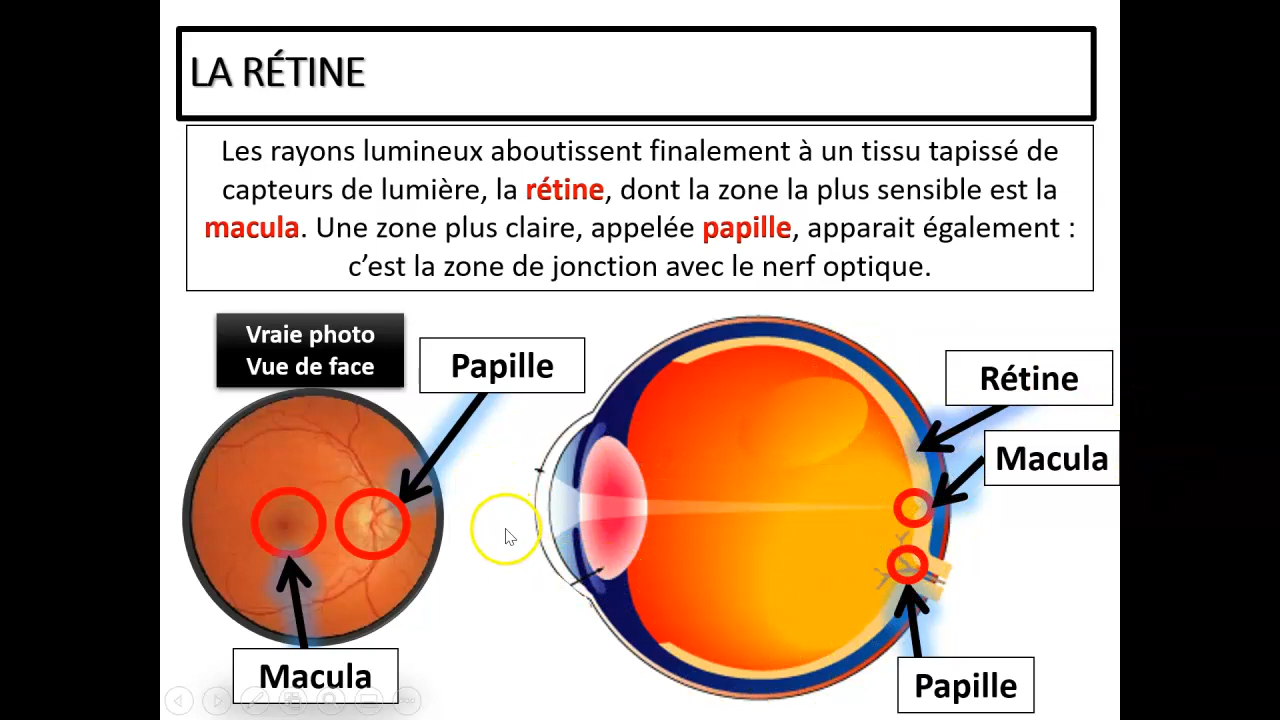 LA RÉTINE
Les rayons lumineux aboutissent finalement à un tissu tapissé de
capteurs de lumière, la rétine, dont la zone la plus sensible est la
macula. Une zone plus claire, appelée papille, apparait également :
c’est la zone de jonction avec le nerf optique.
Vraie photo
Vue de face
Papille
Rétine
Macula
Macula
Papille